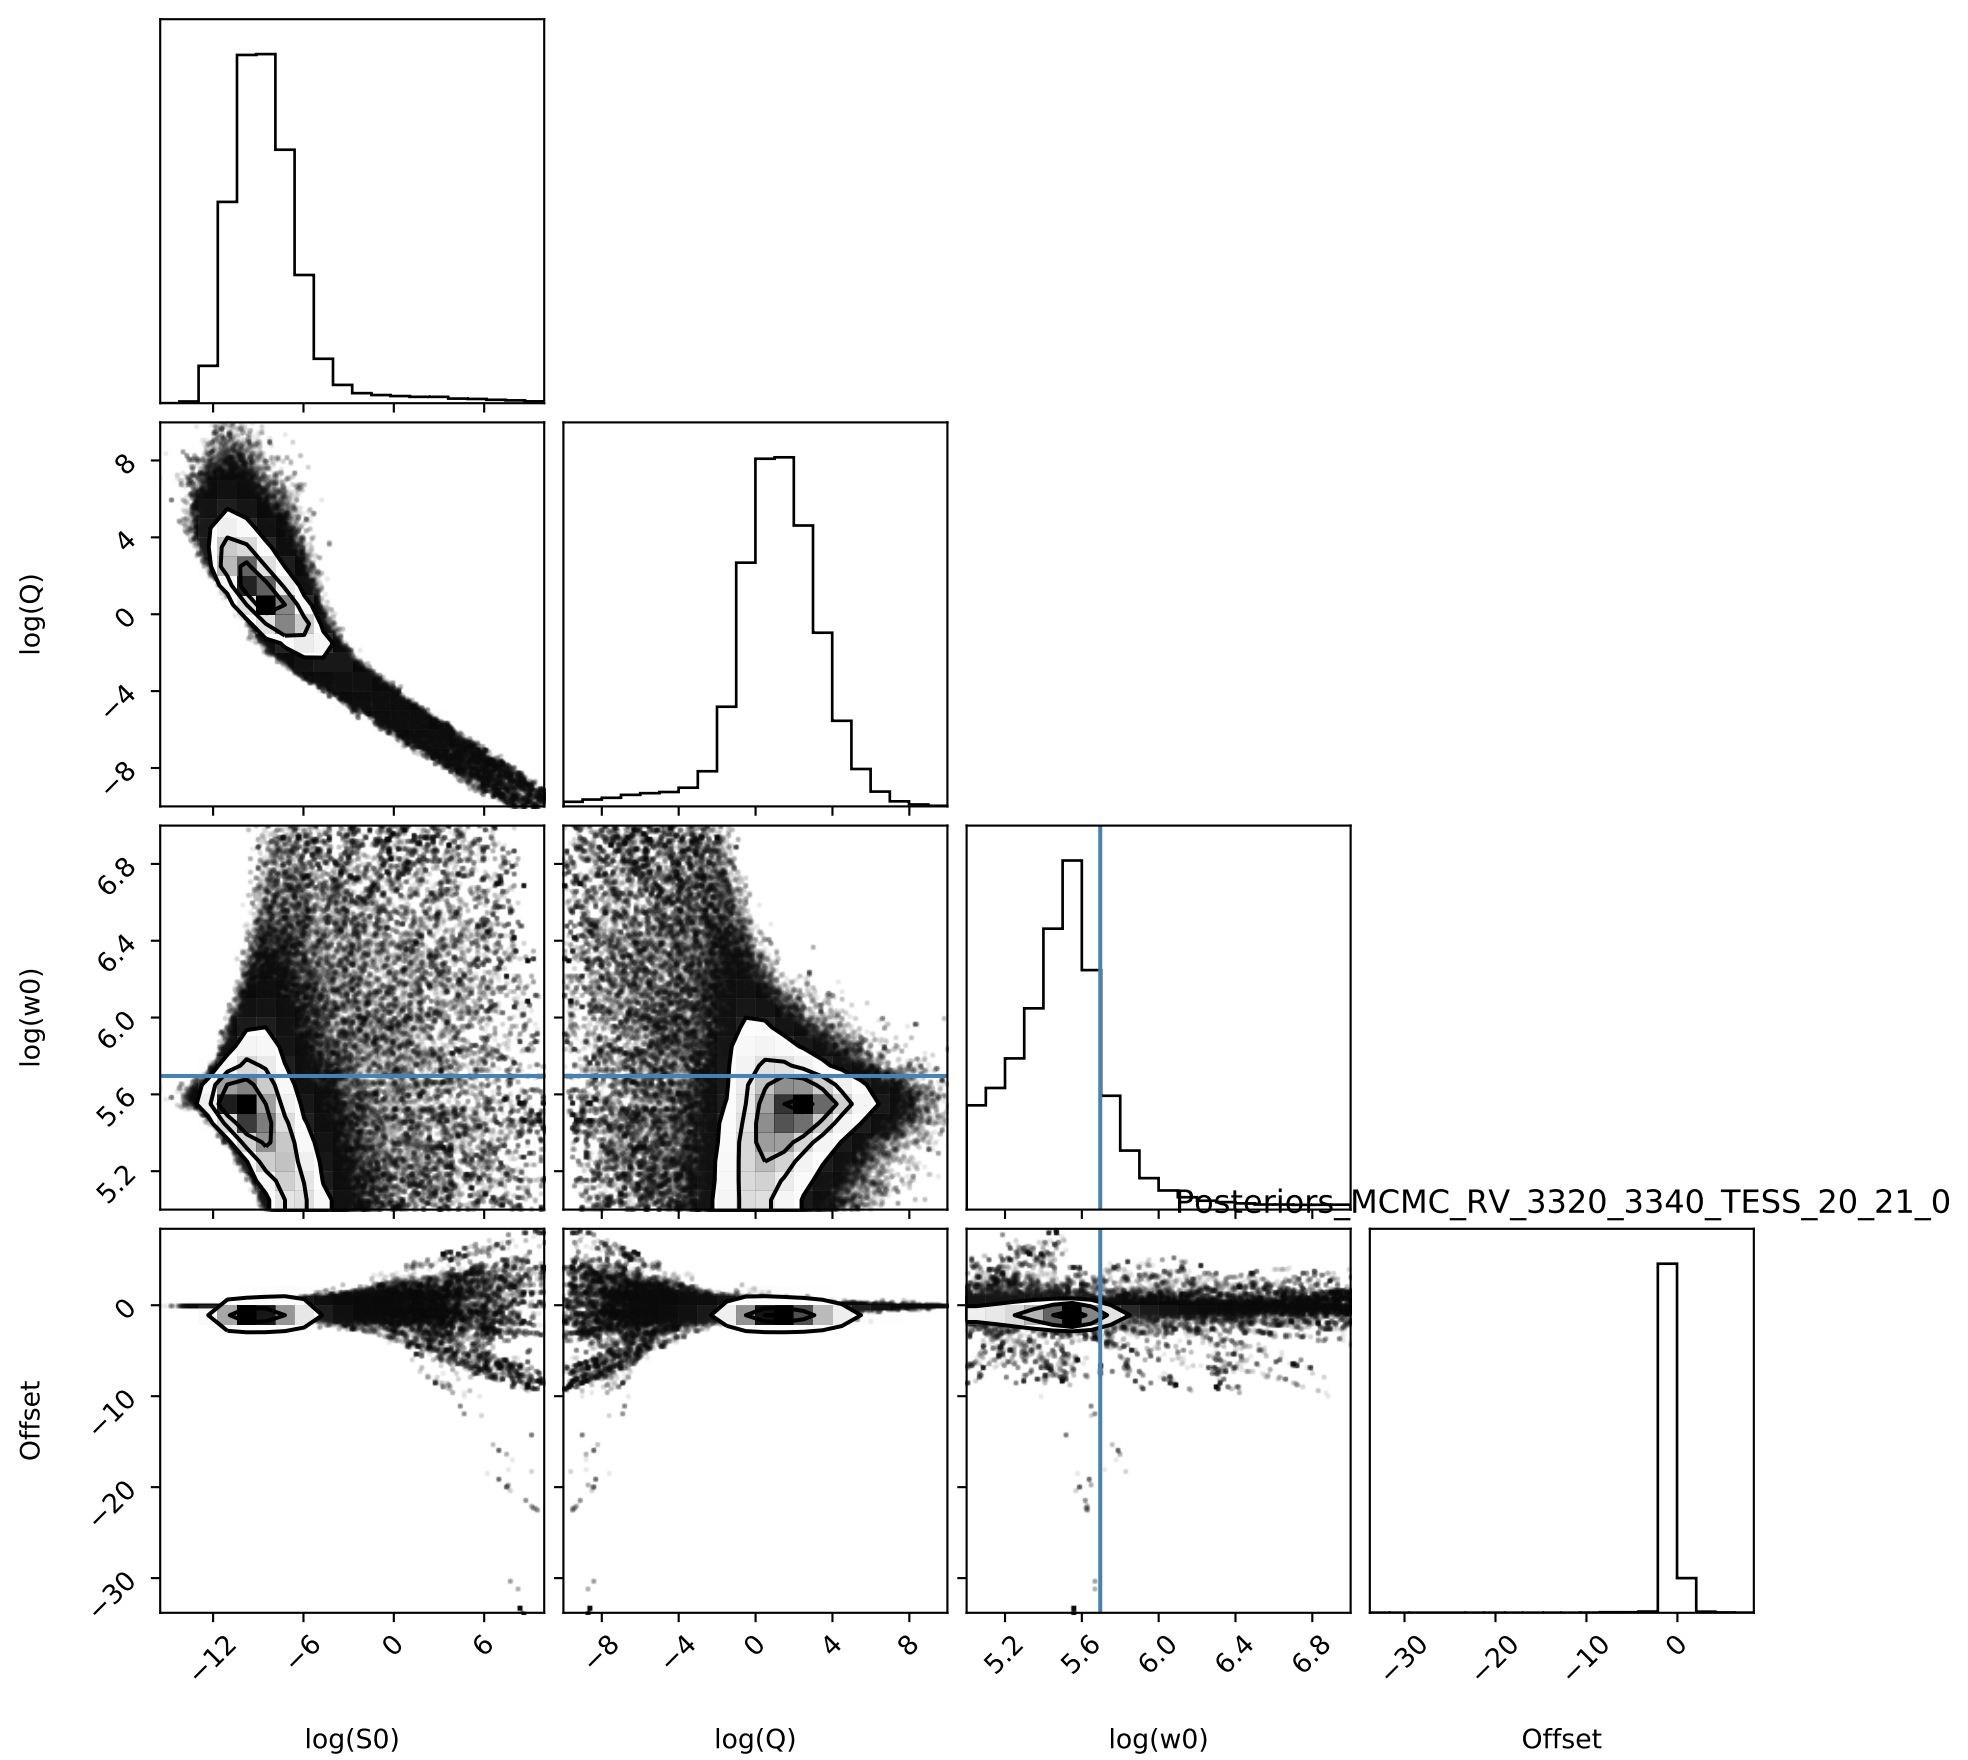 log(Q)
8
4
0
−4
−8
log(w0)
6.8
6.4
6.0
5.6
5.2
Posteriors_MCMC_RV_3320_3340_TESS_20_21_0
Offset
0
−10
−20
−30
−12 −6 0 6 −8 −4 0 4 8 5.2 5.6 6.0 6.4 6.8 −30 −20 −10 0
log(S0) log(Q) log(w0) Offset